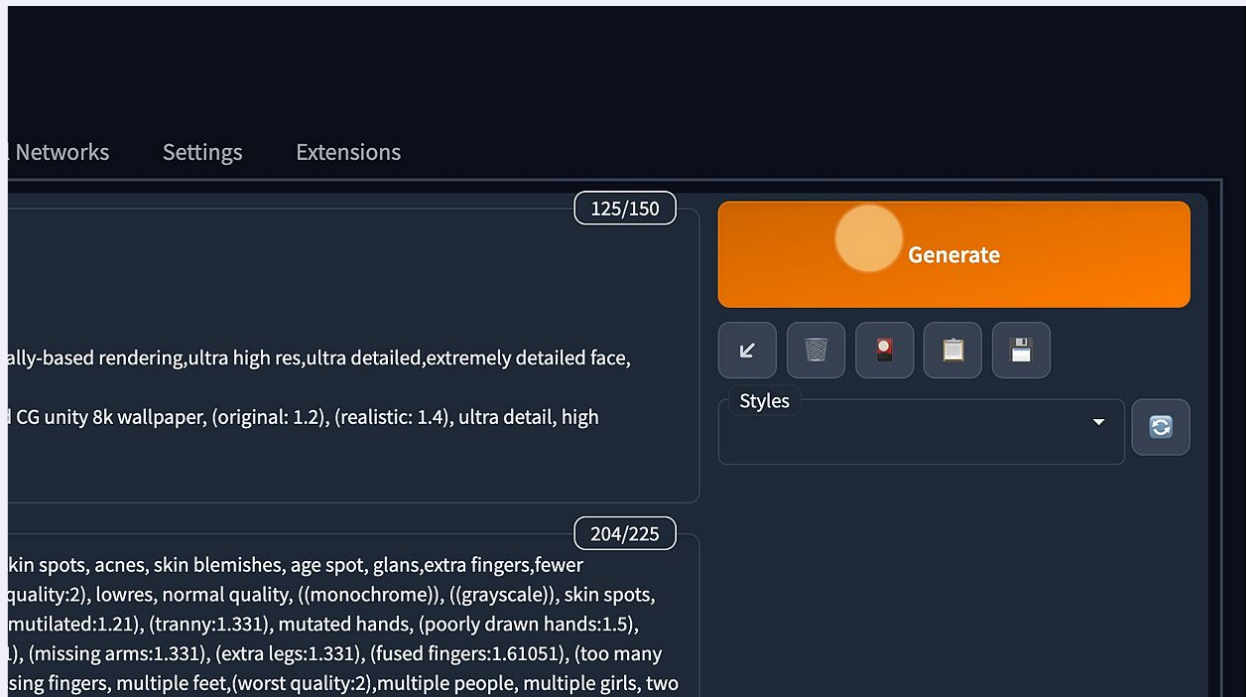 Networks Settings Extensions
125/150
Generate
ally-based rendering,ultra high res,ultra detailed,extremely detailed face,
Styles
CG unity 8k wallpaper, (original: 1.2), (realistic: 1.4), ultra detail, high
204/225
kin spots, acnes, skin blemishes, age spot, glans,extra fingers,fewer
quality:2), lowres, normal quality, ((monochrome)), ((grayscale)), skin spots,
mutilated:1.21), (tranny:1.331), mutated hands, (poorly drawn hands:1.5),
), (missing arms:1.331), (extra legs:1.331), (fused fingers:1.61051), (too many
sing fingers, multiple feet,(worst quality:2),multiple people, multiple girls, two